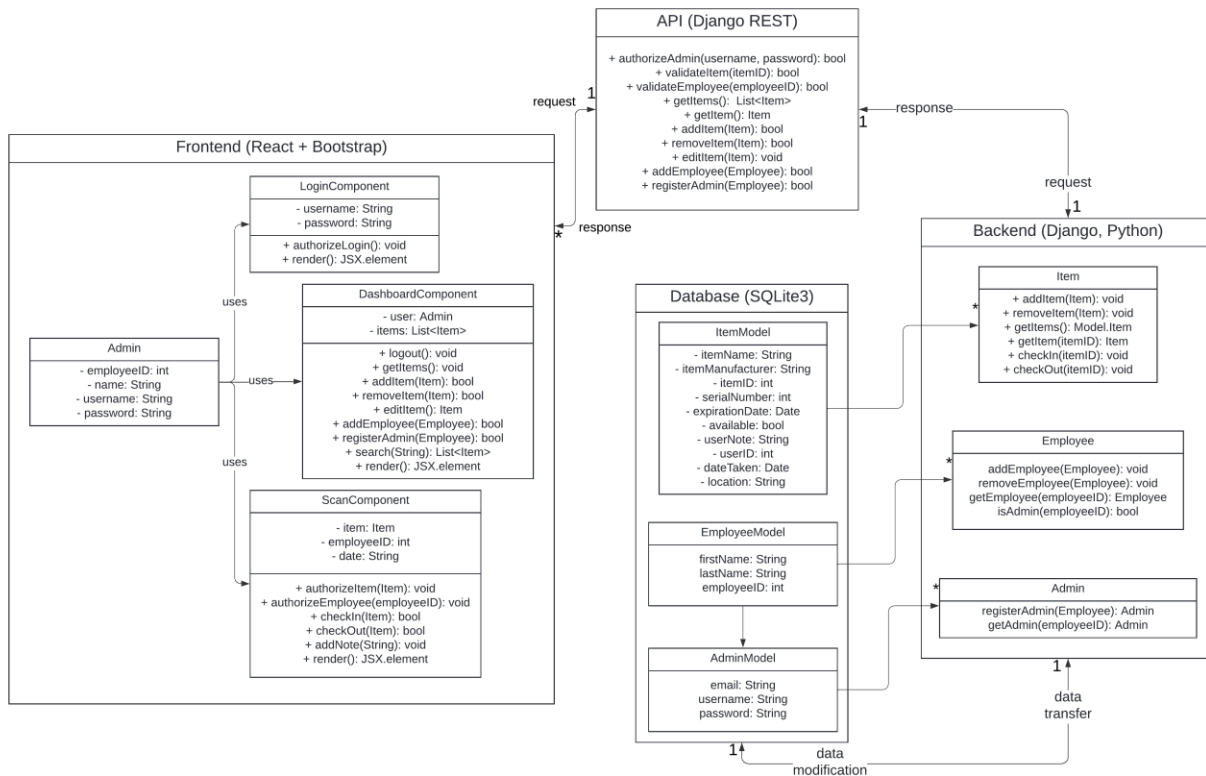 API (Django REST)
+ authorizeAdmin(username, password): bool
+ validateItem(itemID): bool
+ validateEmployee(employeeID): bool
+ getItems():  List<Item>
+ getItem(): Item
+ addItem(Item): bool
+ removeItem(Item): bool
+ editItem(Item): void
+ addEmployee(Employee): bool
+ registerAdmin(Employee): bool
1
request
response
1
Frontend (React + Bootstrap)
LoginComponent
- username: String
- password: String
+ authorizeLogin(): void
+ render(): JSX.element
*
response
request
1
uses
DashboardComponent
- user: Admin
- items: List<Item>
+ logout(): void
+ getItems(): void
+ addItem(Item): bool
+ removeItem(Item): bool
+ editItem(): Item
+ addEmployee(Employee): bool
+ registerAdmin(Employee): bool
+ search(String): List<Item>
+ render(): JSX.element
Admin
- employeeID: int
- name: String
- username: String
- password: String
uses
uses
ScanComponent
- item: Item
- employeeID: int
- date: String
+ authorizeItem(Item): void
+ authorizeEmployee(employeeID): void
+ checkIn(Item): bool
+ checkOut(Item): bool
+ addNote(String): void
+ render(): JSX.element
Database (SQLite3)
ItemModel
- itemName: String
- itemManufacturer: String
- itemID: int
- serialNumber: int
- expirationDate: Date
- available: bool
- userNote: String
- userID: int
- dateTaken: Date
- location: String
EmployeeModel
firstName: String
lastName: String
employeeID: int
AdminModel
email: String
username: String
password: String
Backend (Django, Python)
Item
+ addItem(Item): void
+ removeItem(Item): void
+ getItems(): Model.Item
+ getItem(itemID): Item
+ checkIn(itemID): void
+ checkOut(itemID): void
*
Employee
addEmployee(Employee): void
removeEmployee(Employee): void
getEmployee(employeeID): Employee
isAdmin(employeeID): bool
*
Admin
registerAdmin(Employee): Admin
getAdmin(employeeID): Admin
*
1
data
transfer
1
data
modification